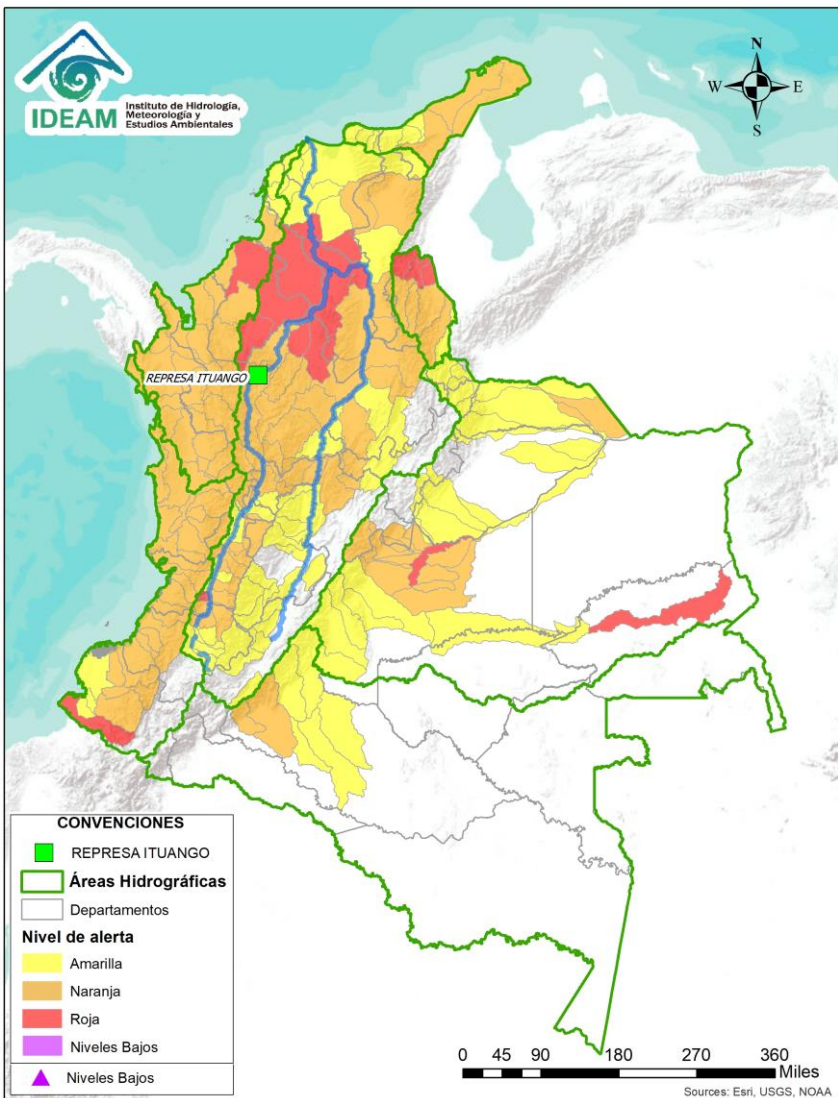 IDEAM
Instituto de Hidrología,
Meteorología y
Estudios Ambientales
N
W
E
S
REPRESA ITUANGO
CONVENCIONES
REPRESA ITUANGO
Áreas Hidrográficas
Departamentos
Nivel de alerta
Amarilla
Naranja
Roja
Niveles Bajos
Niveles Bajos
0 45 90 180 270 360
Miles
Sources: Esri, USGS, NOAA